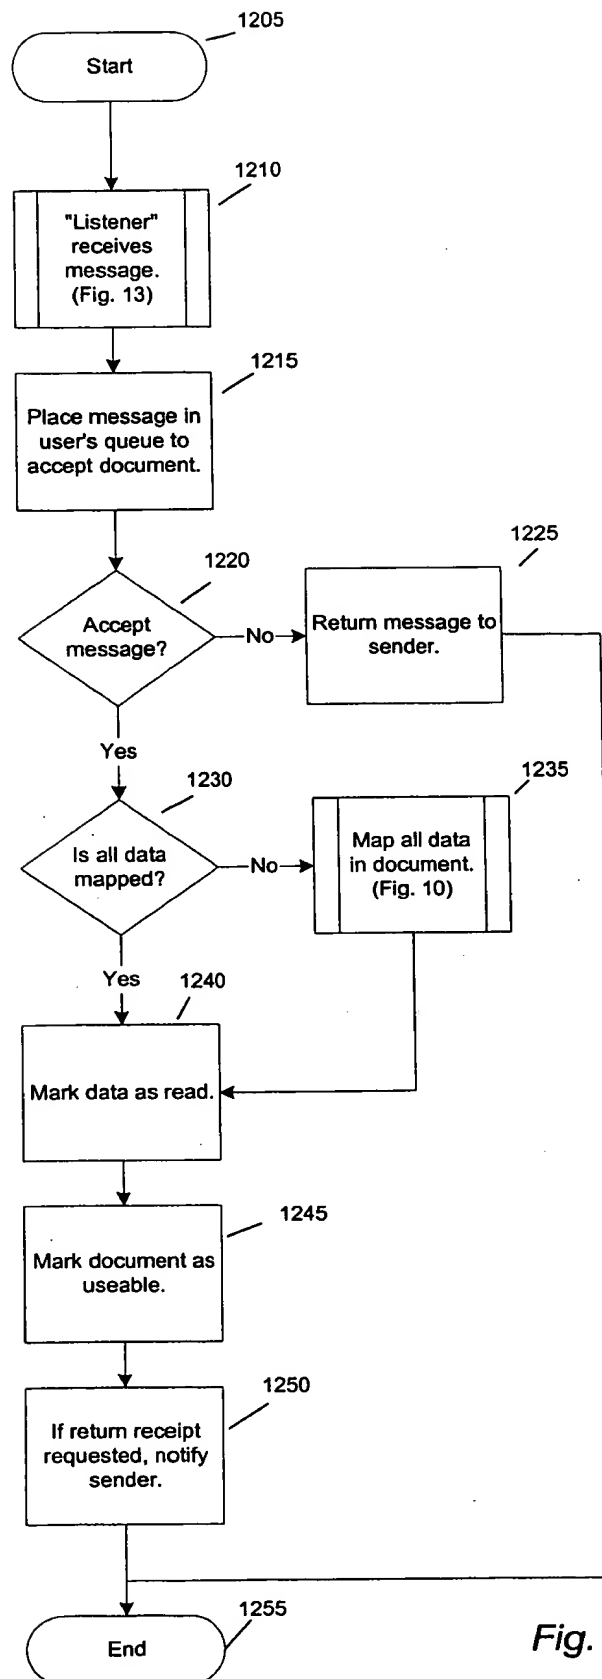 1205
Start
1210
"Listener"
receives
message.
(Fig. 13)
1215
Place message in
user's queue to
accept document.
1220
Accept
message?
No
1225
Return message to
sender.
Yes
1230
Is all data
mapped?
No
1235
Map all data
in document.
(Fig. 10)
Yes
1240
Mark data as read.
1245
Mark document as
useable.
1250
If return receipt
requested, notify
sender.
1255
End
Fig.